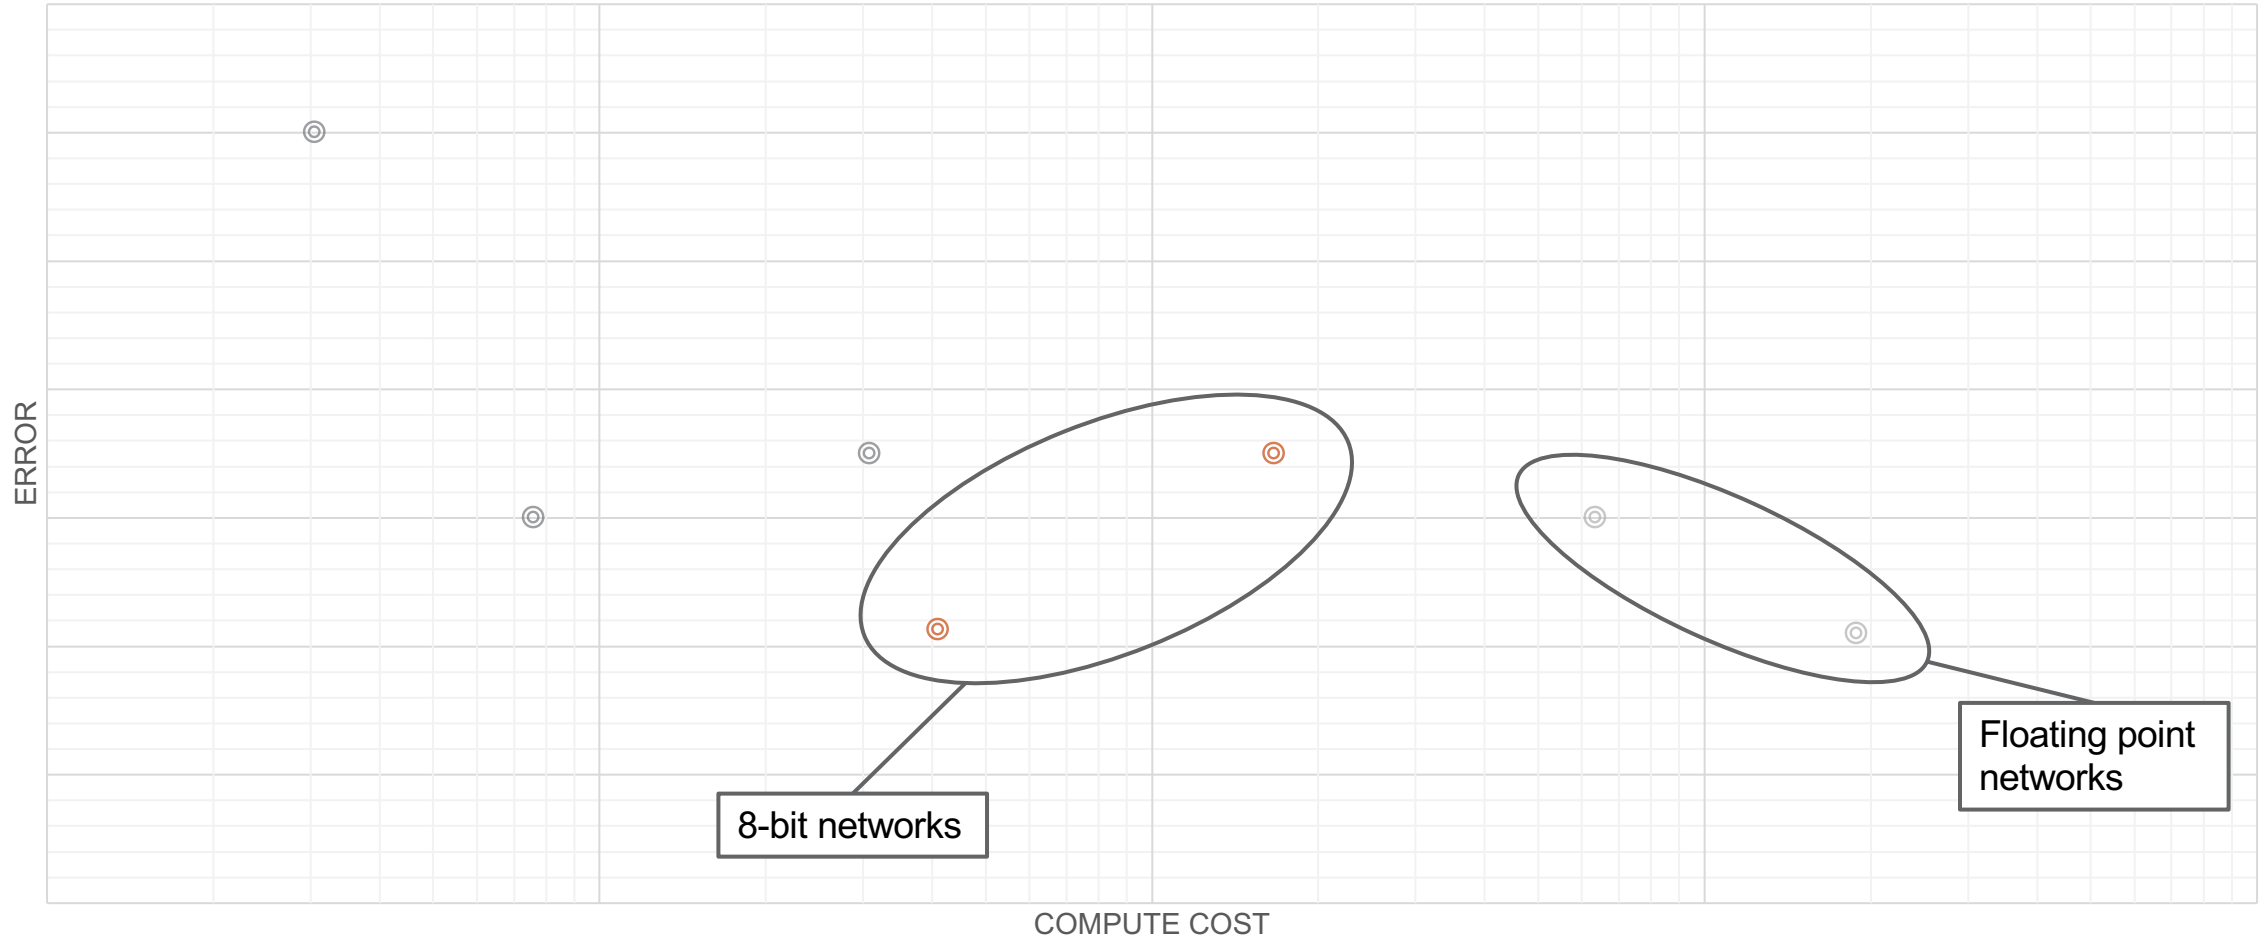 ERROR
8-bit networks
Floating point
networks
COMPUTE COST